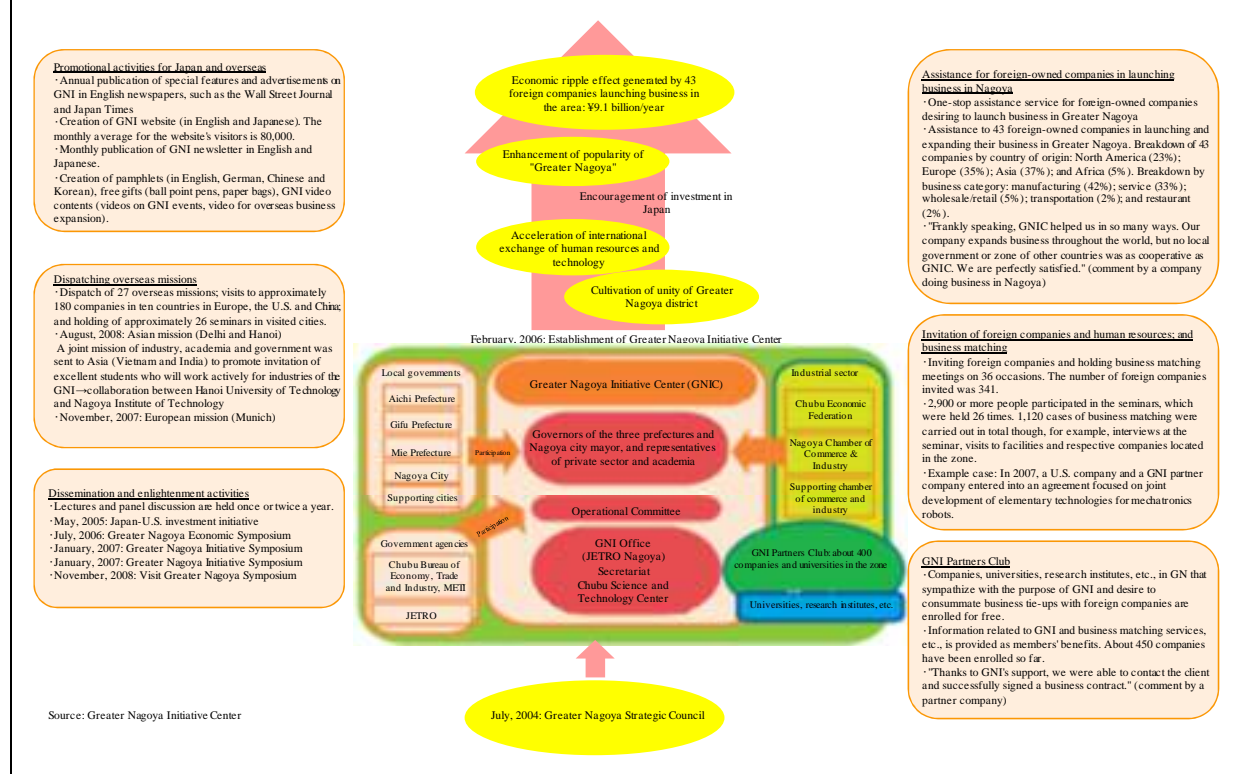 Promotional activities for Japan and overseas
・Annual publication of special features and advertisements on
GNI in English newspapers, such as the Wall Street Journal
and Japan Times
・Creation of GNI website (in English and Japanese). The
monthly average for the website's visitors is 80,000.
・Monthly publication of GNI newsletter in English and
Japanese.
・Creation of pamphlets (in English, German, Chinese and
Korean), free gifts (ball point pens, paper bags), GNI video
contents (videos on GNI events, video for overseas business
expansion).
Dispatching overseas missions
・Dispatch of 27 overseas missions; visits to approximately
180 companies in ten countries in Europe, the U.S. and China;
and holding of approximately 26 seminars in visited cities.
・August, 2008: Asian mission (Delhi and Hanoi)
A joint mission of industry, academia and government was
sent to Asia (Vietnam and India) to promote invitation of
excellent students who will work actively for industries of the
GNI→collaboration between Hanoi University of Technology
and Nagoya Institute of Technology
・November, 2007: European mission (Munich)
Dissemination and enlightenment activities
・Lectures and panel discussion are held once or twice a year.
・May, 2005: Japan-U.S. investment initiative
・July, 2006: Greater Nagoya Economic Symposium
・January, 2007: Greater Nagoya Initiative Symposium
・January, 2007: Greater Nagoya Initiative Symposium
・November, 2008: Visit Greater Nagoya Symposium
Source: Greater Nagoya Initiative Center
Economic ripple effect generated by 43
foreign companies launching business in
the area: ¥9.1 billion/year
Enhancement of popularity of
"Greater Nagoya"
Encouragement of investment in
Japan
Acceleration of international
exchange of human resources and
technology
Cultivation of unity of Greater
Nagoya district
February, 2006: Establishment of Greater Nagoya Initiative Center
Local governments
Aichi Prefecture
Gifu Prefecture
Mie Prefecture
Nagoya City
Supporting cities
Participation
Government agencies
Chubu Bureau of
Economy, Trade
and Industry, METI
JETRO
Participation
Greater Nagoya Initiative Center (GNIC)
Governors of the three prefectures and
Nagoya city mayor, and representatives
of private sector and academia
Operational Committee
GNI Office
(JETRO Nagoya)
Secretariat
Chubu Science and
Technology Center
Industrial sector
Chubu Economic
Federation
Nagoya Chamber of
Commerce &
Industry
Supporting chamber
of commerce and
industry
GNI Partners Club: about 400
companies and universities in the zone
Universities, research institutes, etc.
July, 2004: Greater Nagoya Strategic Council
Assistance for foreign-owned companies in launching
business in Nagoya
・One-stop assistance service for foreign-owned companies
desiring to launch business in Greater Nagoya
・Assistance to 43 foreign-owned companies in launching and
expanding their business in Greater Nagoya. Breakdown of 43
companies by country of origin: North America (23%);
Europe (35%); Asia (37%); and Africa (5%). Breakdown by
business category: manufacturing (42%); service (33%);
wholesale/retail (5%); transportation (2%); and restaurant
(2%).
・"Frankly speaking, GNIC helped us in so many ways. Our
company expands business throughout the world, but no local
government or zone of other countries was as cooperative as
GNIC. We are perfectly satisfied." (comment by a company
doing business in Nagoya)
Invitation of foreign companies and human resources; and
business matching
・Inviting foreign companies and holding business matching
meetings on 36 occasions. The number of foreign companies
invited was 341.
・2,900 or more people participated in the seminars, which
were held 26 times. 1,120 cases of business matching were
carried out in total though, for example, interviews at the
seminar, visits to facilities and respective companies located
in the zone.
・Example case: In 2007, a U.S. company and a GNI partner
company entered into an agreement focused on joint
development of elementary technologies for mechatronics
robots.
GNI Partners Club
・Companies, universities, research institutes, etc., in GN that
sympathize with the purpose of GNI and desire to
consummate business tie-ups with foreign companies are
enrolled for free.
・Information related to GNI and business matching services,
etc., is provided as members' benefits. About 450 companies
have been enrolled so far.
・"Thanks to GNI's support, we were able to contact the client
and successfully signed a business contract." (comment by a
partner company)